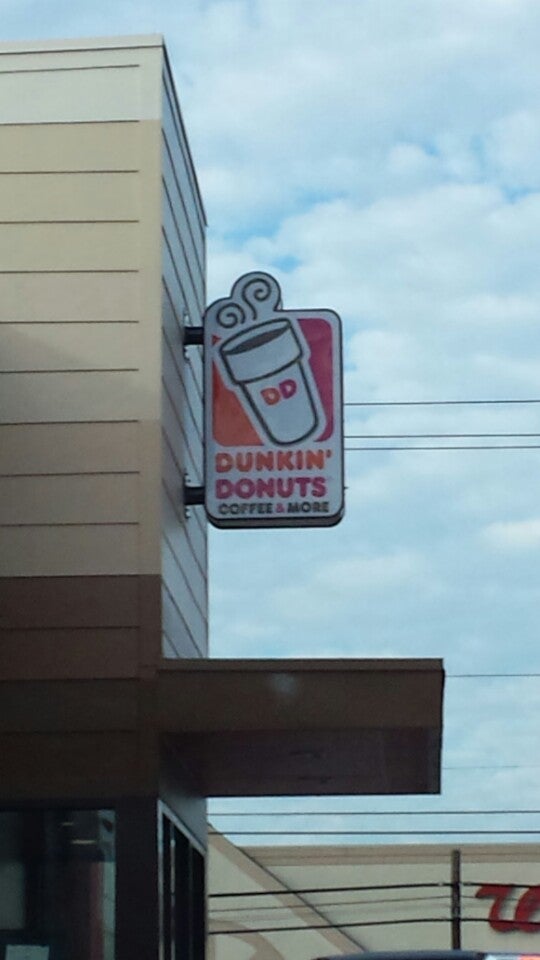 DD
DUNKIN'
DONUTS
COFFEE & MORE